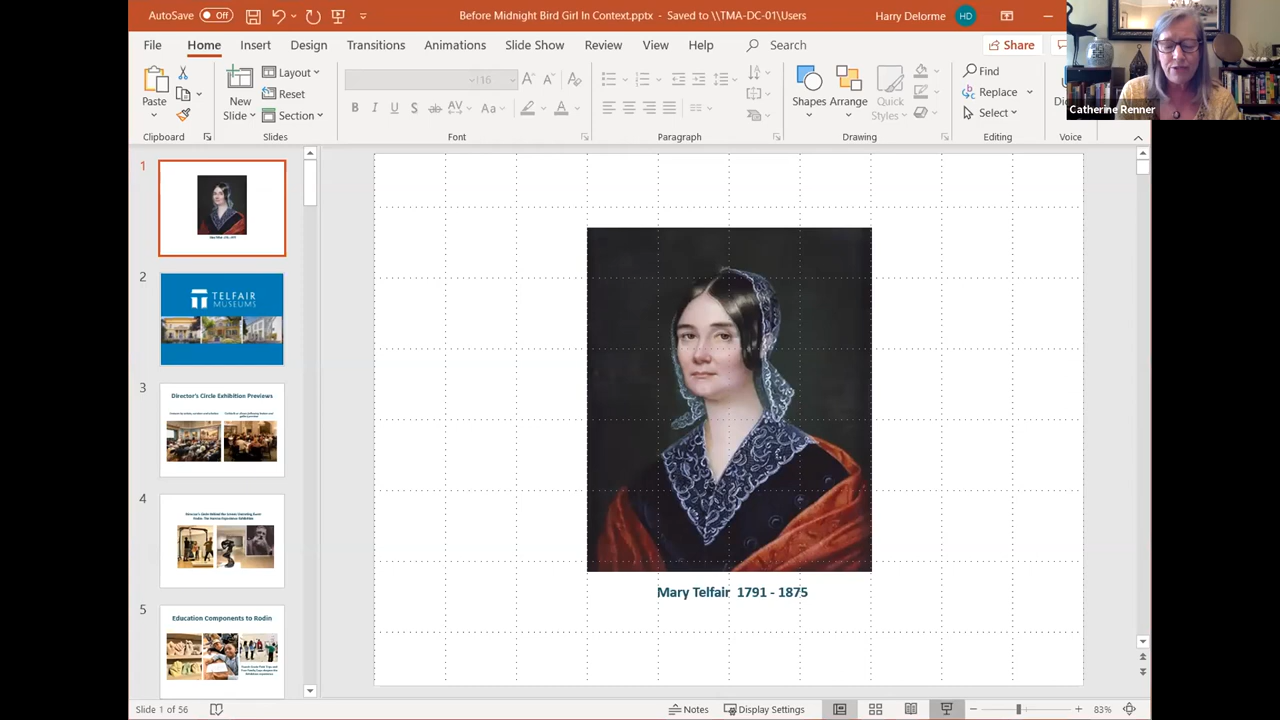 AutoSave Off Before Midnight Bird Girl In Context.pptx - Saved to \\TMA-DC-01\Users Harry Delorme HD
File Home Insert Design Transitions Animations Slide Show Review View Help Search Share
Paste New Slide Layout Reset Section 16 Shapes Arrange Quick Styles Find Replace Select
Clipboard Slides Font Paragraph Drawing Editing Voice
Catherine Renner
1
2
TELFAIR
MUSEUMS
3
Director's Circle Exhibition Previews
4
5
Education Components to Rodin
Mary Telfair 1791 - 1875
Slide 1 of 56 Notes Display Settings 83%